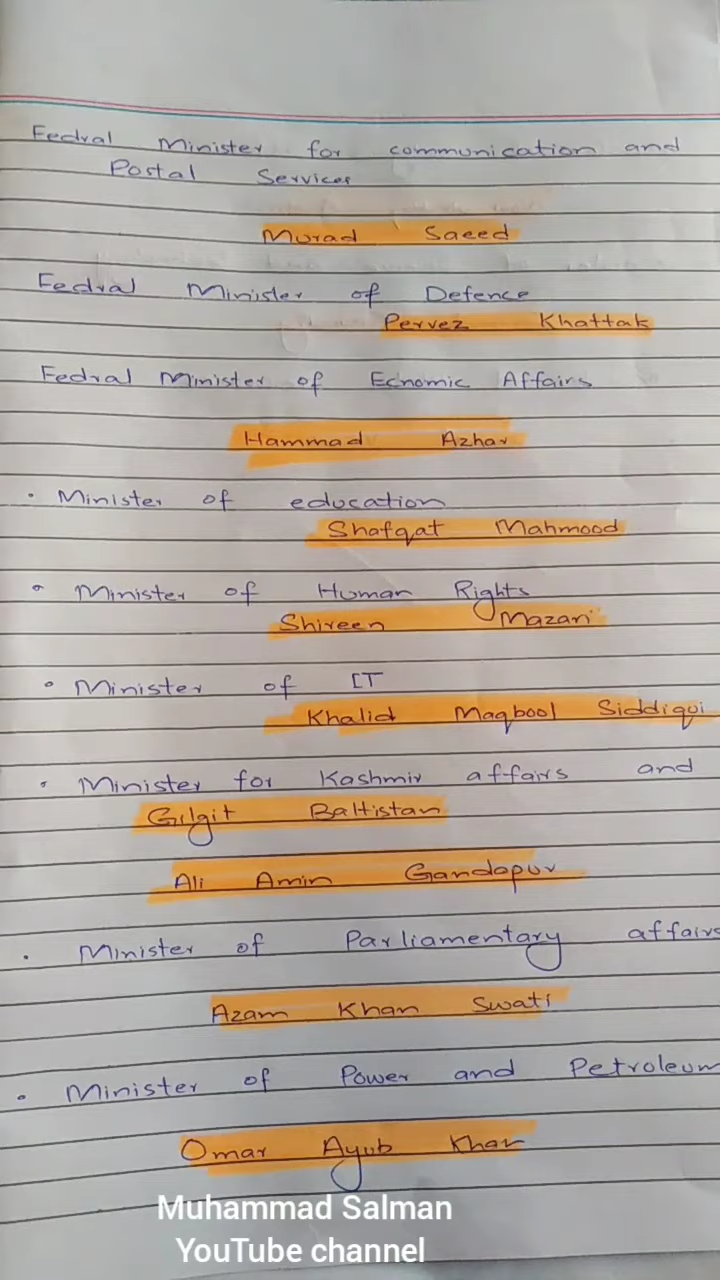 Fedral Minister for communication and
Postal Services
Murad Saeed
Fedral Minister of Defence
Pervez Khattak
Fedral Minister of Ecnomic Affairs
Hammad Azhar
• Minister of education
Shafqat Mahmood
• Minister of Human Rights
Shireen Mazari
• Minister of IT
Khalid Maqbool Siddiqui
• Minister for Kashmir affairs and
Gilgit Baltistan
Ali Amin Gandapur
• Minister of Parliamentary affairs
Azam Khan Swati
• Minister of Power and Petroleum
Omar Ayub Khan
Muhammad Salman
YouTube channel